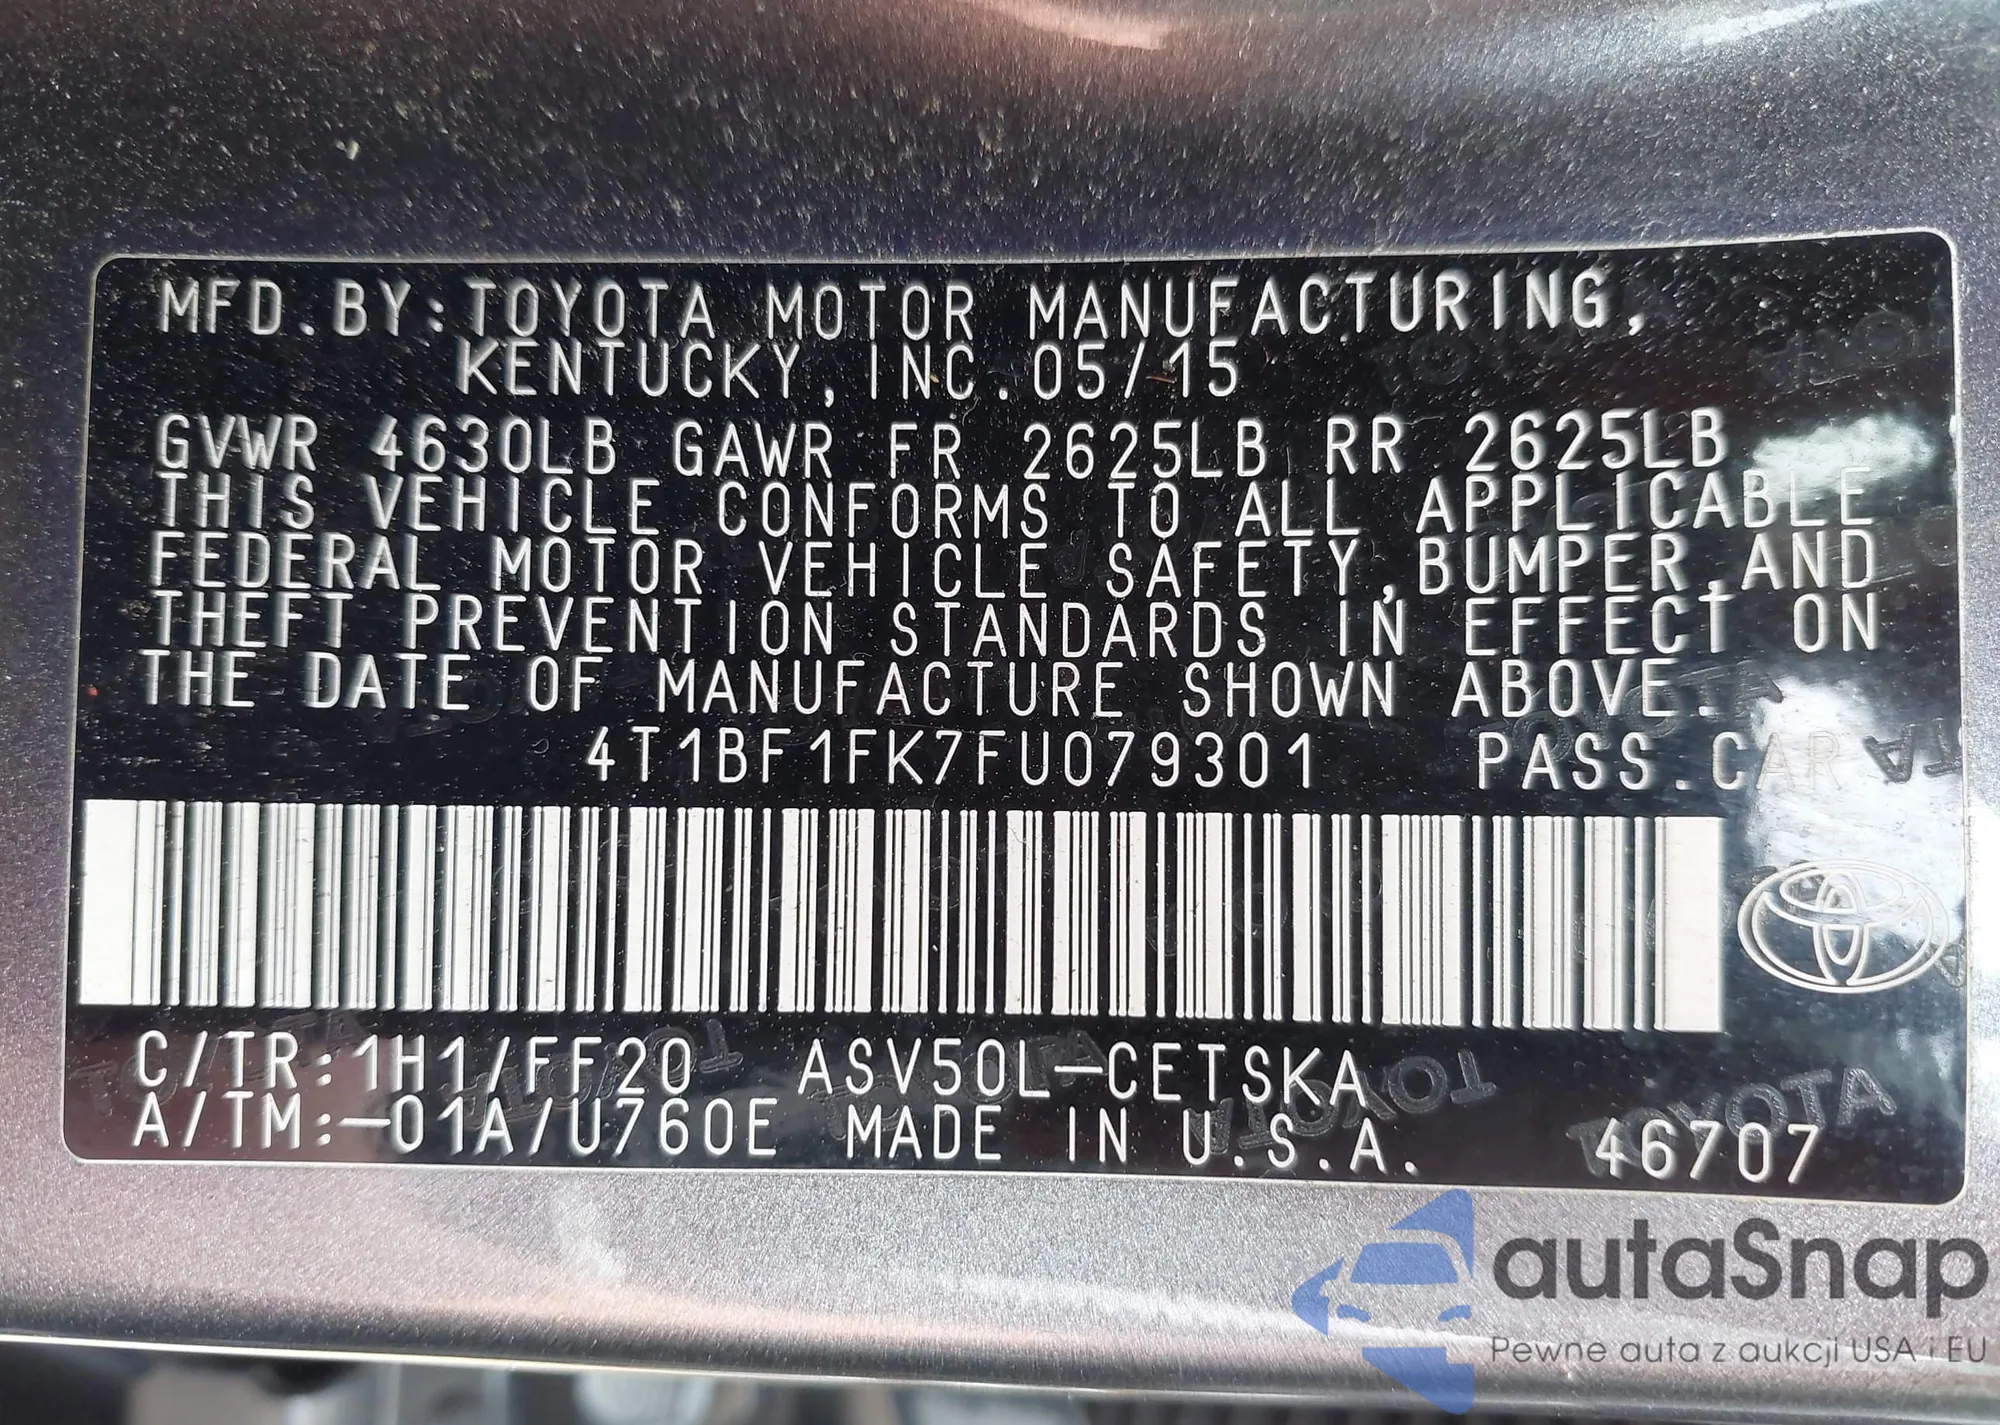 MFD.BY:TOYOTA MOTOR MANUFACTURING,
KENTUCKY,INC.05/15
GVWR 4630LB GAWR FR 2625LB RR 2625LB
THIS VEHICLE CONFORMS TO ALL APPLICABLE
FEDERAL MOTOR VEHICLE SAFETY,BUMPER,AND
THEFT PREVENTION STANDARDS IN EFFECT ON
THE DATE OF MANUFACTURE SHOWN ABOVE.
4T1BF1FK7FU079301 PASS.CAR
C/TR:1H1/FF20 ASV50L-CETSKA
A/TM:-01A/U760E MADE IN U.S.A. 46707
TOYOTA
TOYOTA
autaSnap
Pewne auta z aukcji USA i EU